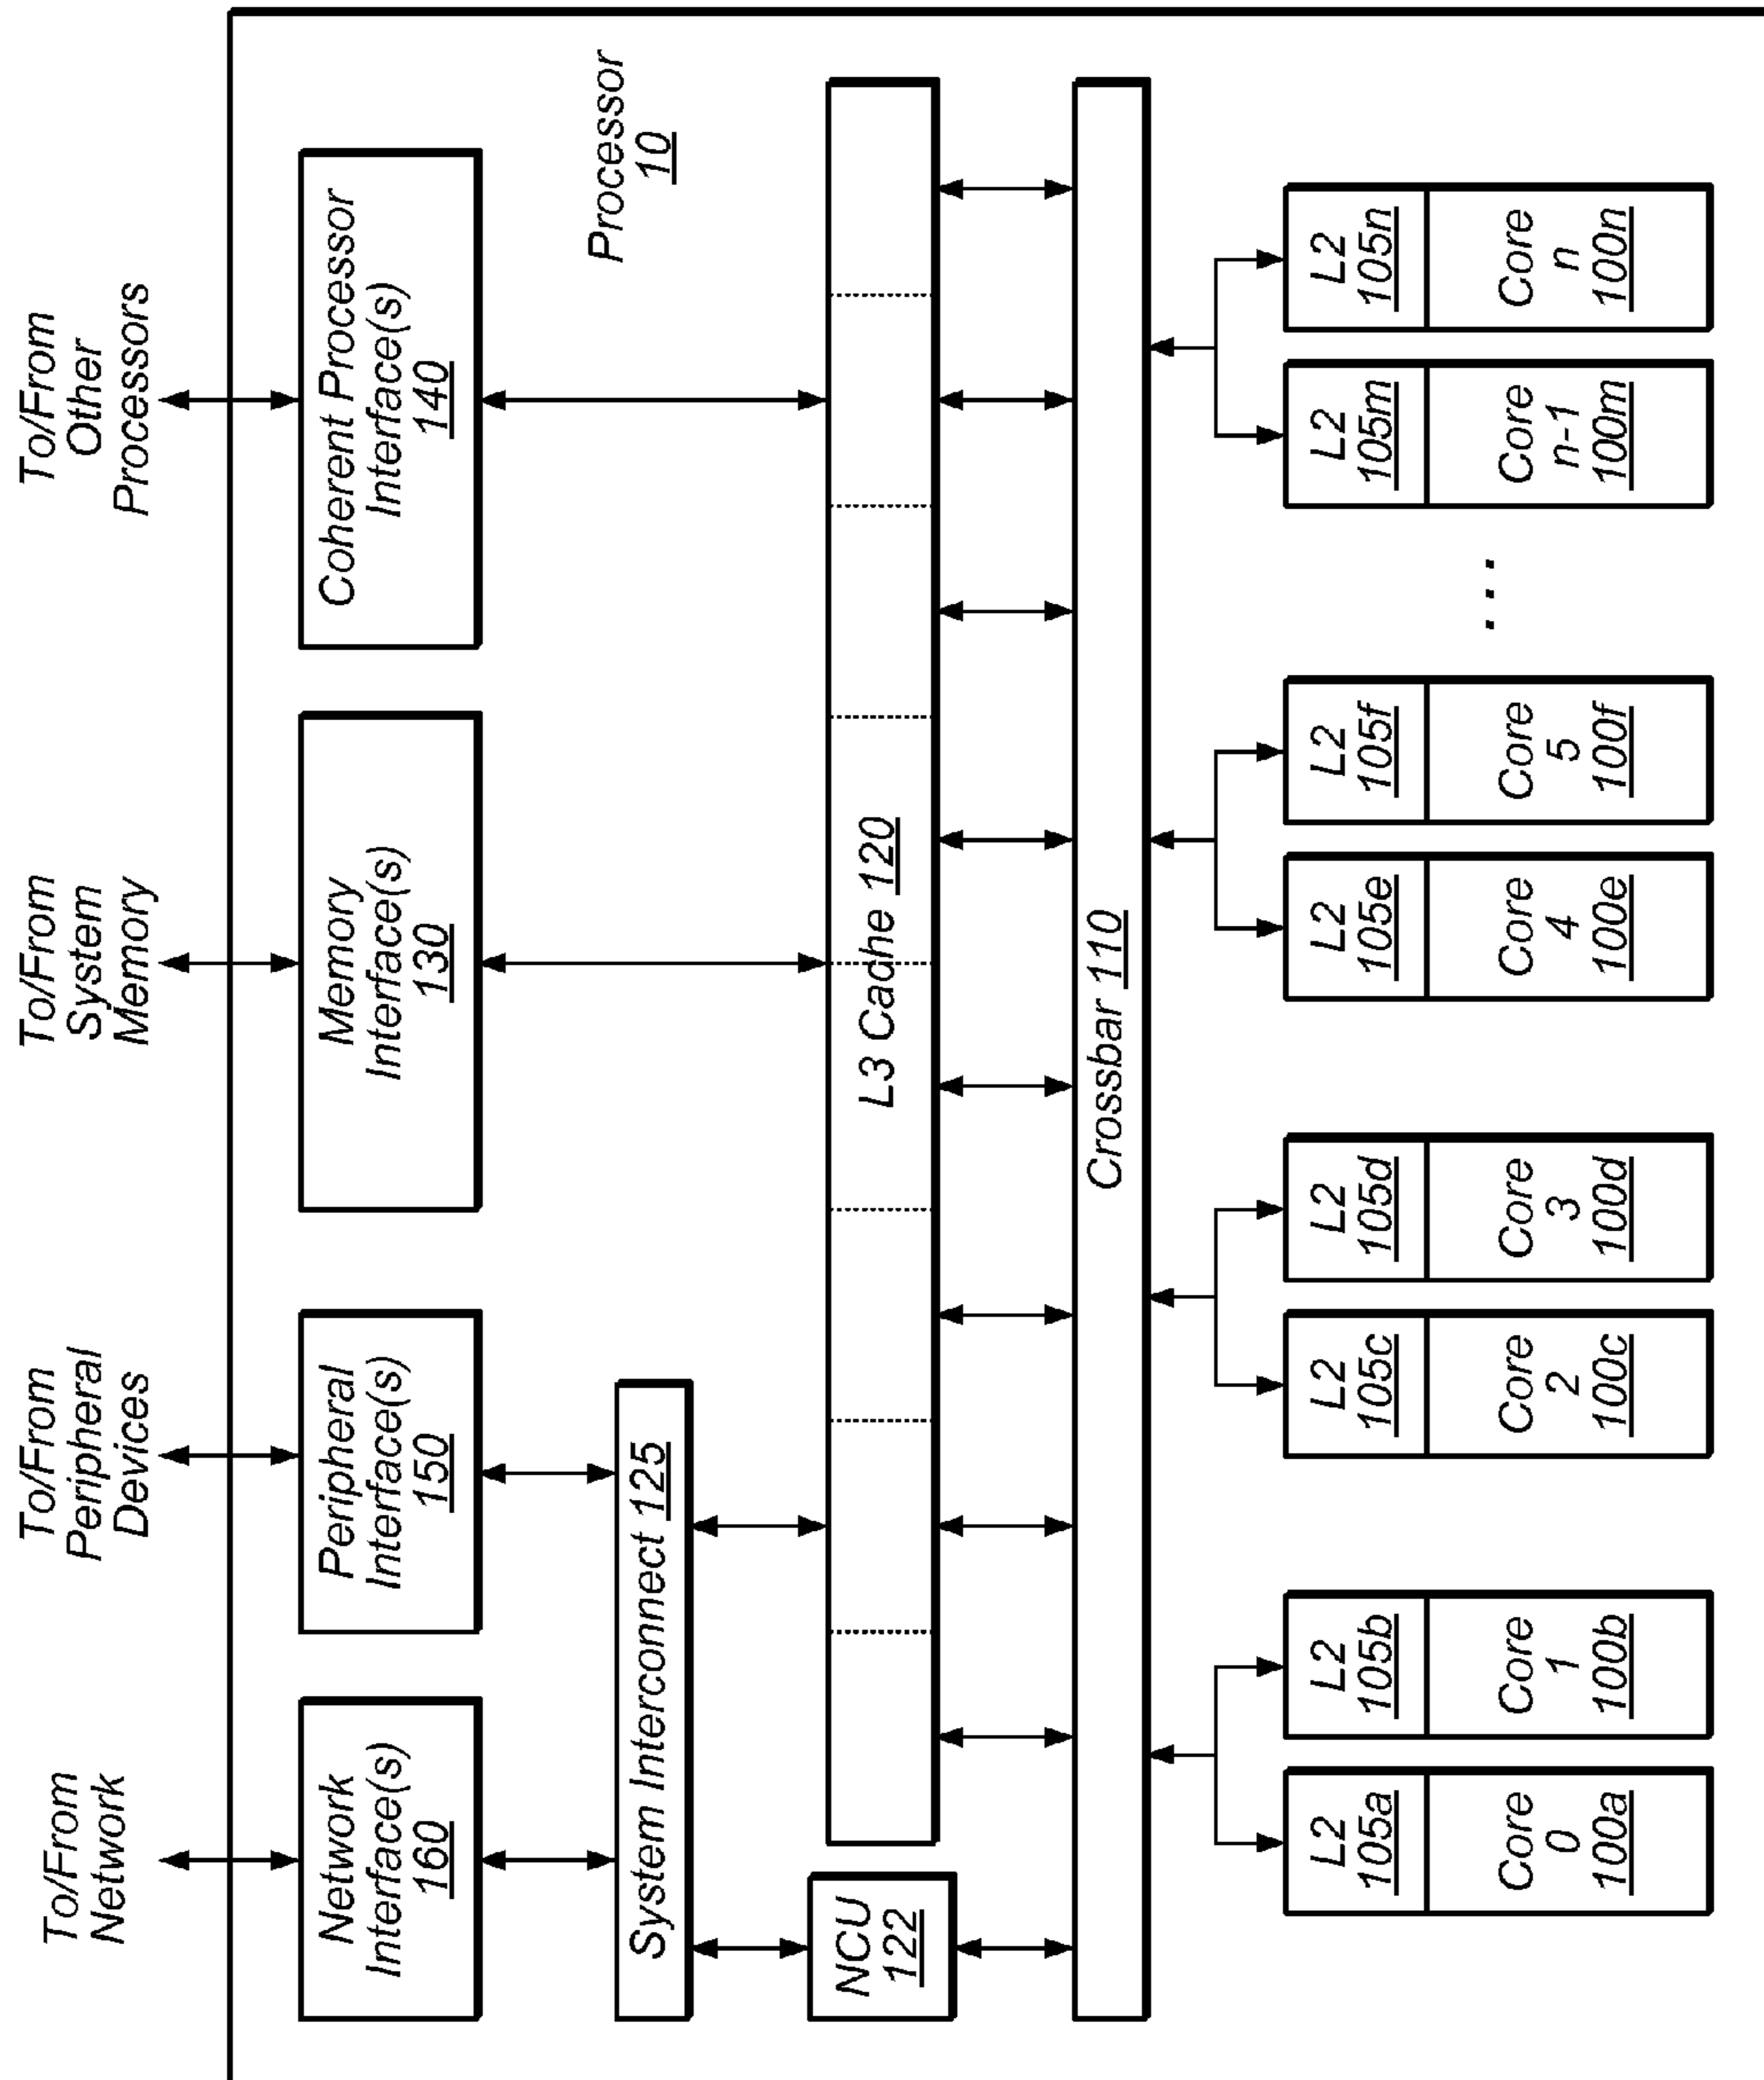 To/From
Network
To/From
Peripheral
Devices
To/From
System
Memory
To/From
Other
Processors
Network
Interface(s)
160
Peripheral
Interface(s)
150
Memory
Interface(s)
130
Coherent Processor
Interface(s)
140
System Interconnect 125
Processor
10
NCU
122
L3 Cache 120
Crossbar 110
L2
105a
L2
105b
L2
105c
L2
105d
L2
105e
L2
105f
L2
105m
L2
105n
Core
0
100a
Core
1
100b
Core
2
100c
Core
3
100d
Core
4
100e
Core
5
100f
...
Core
n-1
100m
Core
n
100n